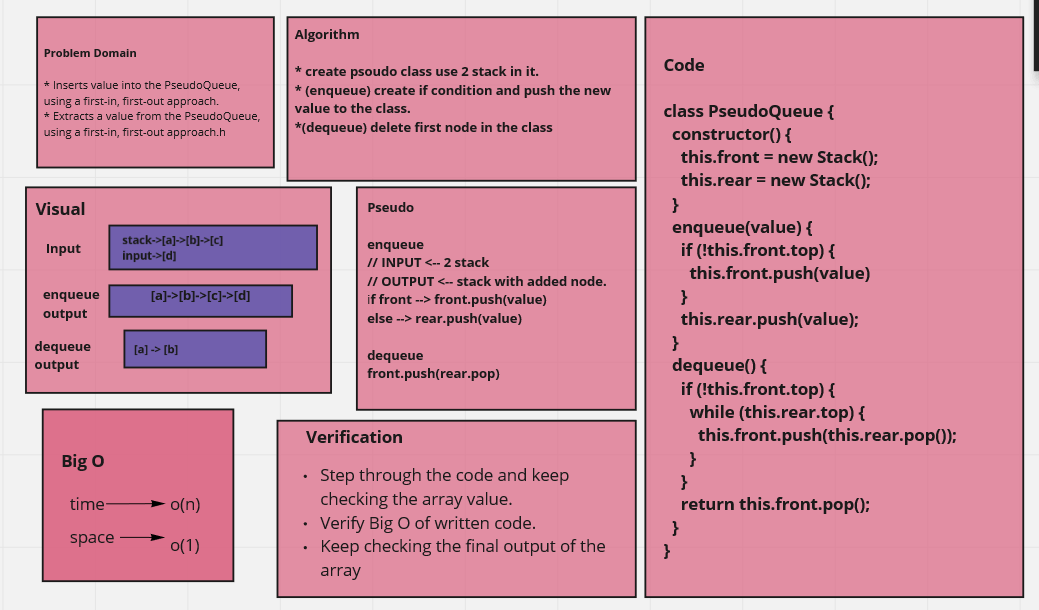 Problem Domain
* Inserts value into the PseudoQueue,
using a first-in, first-out approach.
* Extracts a value from the PseudoQueue,
using a first-in, first-out approach.h
Algorithm
* create psoudo class use 2 stack in it.
* (enqueue) create if condition and push the new
value to the class.
*(dequeue) delete first node in the class
Visual
Input
stack->[a]->[b]->[c]
input->[d]
enqueue
output
[a]->[b]->[c]->[d]
dequeue
output
[a] -> [b]
Pseudo
enqueue
// INPUT <-- 2 stack
// OUTPUT <-- stack with added node.
if front --> front.push(value)
else --> rear.push(value)
dequeue
front.push(rear.pop)
Big O
time
o(n)
space
o(1)
Verification
• Step through the code and keep
checking the array value.
• Verify Big O of written code.
• Keep checking the final output of the
array
Code
class PseudoQueue {
constructor() {
this.front = new Stack();
this.rear = new Stack();
}
enqueue(value) {
if (!this.front.top) {
this.front.push(value)
}
this.rear.push(value);
}
dequeue() {
if (!this.front.top) {
while (this.rear.top) {
this.front.push(this.rear.pop());
}
}
return this.front.pop();
}
}